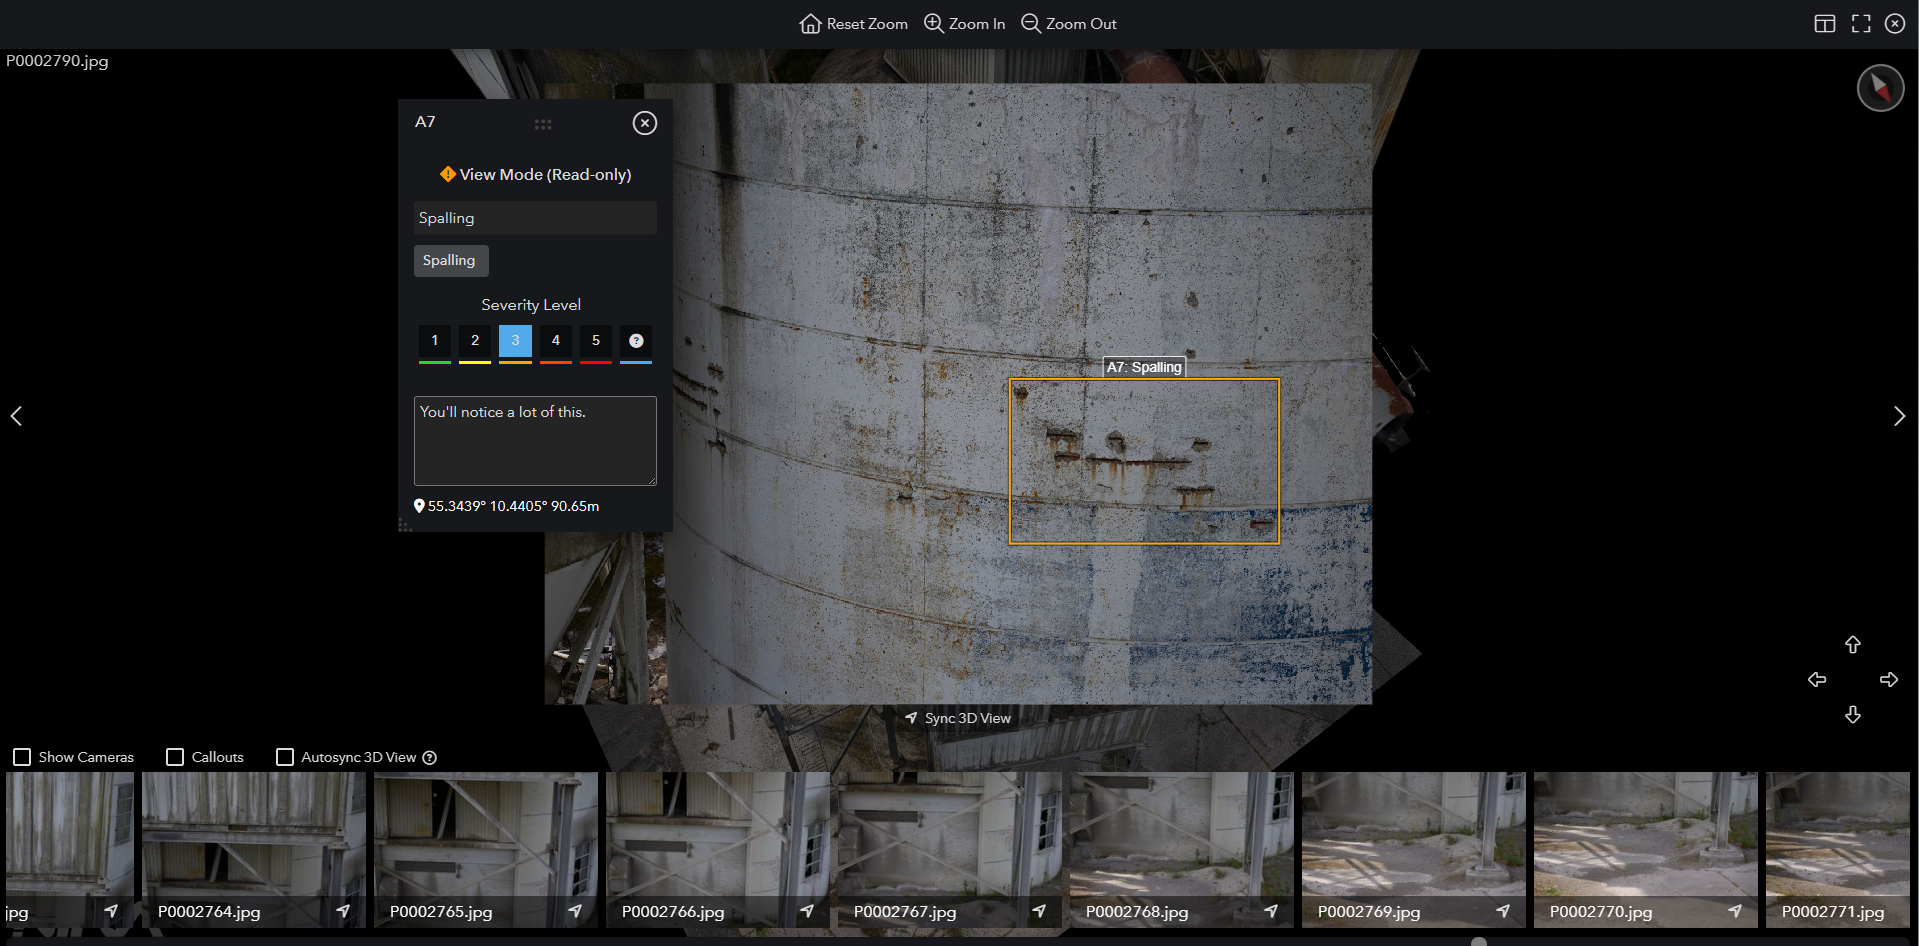 Reset Zoom Zoom In Zoom Out
P0002790.jpg
A7
View Mode (Read-only)
Spalling
Spalling
Severity Level
1 2 3 4 5 ?
You'll notice a lot of this.
55.3439° 10.4405° 90.65m
A7: Spalling
Sync 3D View
Show Cameras Callouts Autosync 3D View ?
jpg P0002764.jpg P0002765.jpg P0002766.jpg P0002767.jpg P0002768.jpg P0002769.jpg P0002770.jpg P0002771.jpg